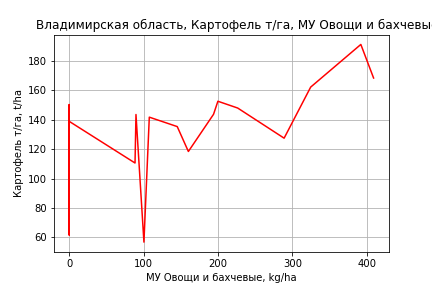 Владимирская область, Картофель т/га, МУ Овощи и бахчевы
Картофель т/га, t/ha
180
160
140
120
100
80
60
0 100 200 300 400
МУ Овощи и бахчевые, kg/ha